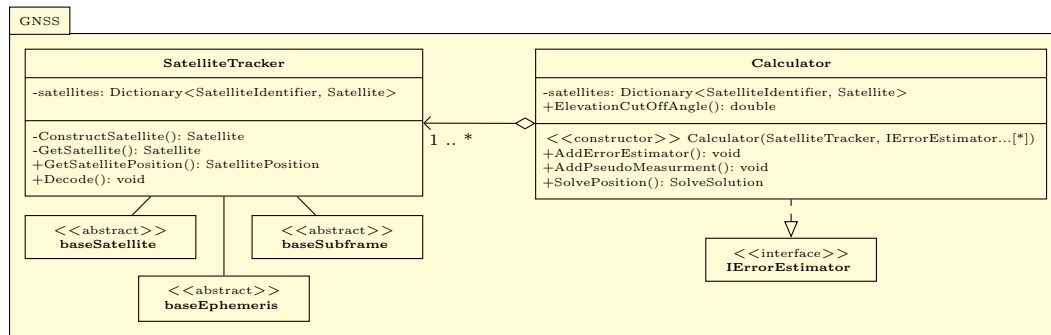 GNSS
SatelliteTracker
-satellites: Dictionary<SatelliteIdentifier, Satellite>
-ConstructSatellite(): Satellite
-GetSatellite(): Satellite
+GetSatellitePosition(): SatellitePosition
+Decode(): void
1 .. *
Calculator
-satellites: Dictionary<SatelliteIdentifier, Satellite>
+ElevationCutOffAngle(): double
<<constructor>> Calculator(SatelliteTracker, IErrorEstimator...[*])
+AddErrorEstimator(): void
+AddPseudoMeasurment(): void
+SolvePosition(): SolveSolution
<<abstract>>
baseSatellite
<<abstract>>
baseSubframe
<<abstract>>
baseEphemeris
<<interface>>
IErrorEstimator